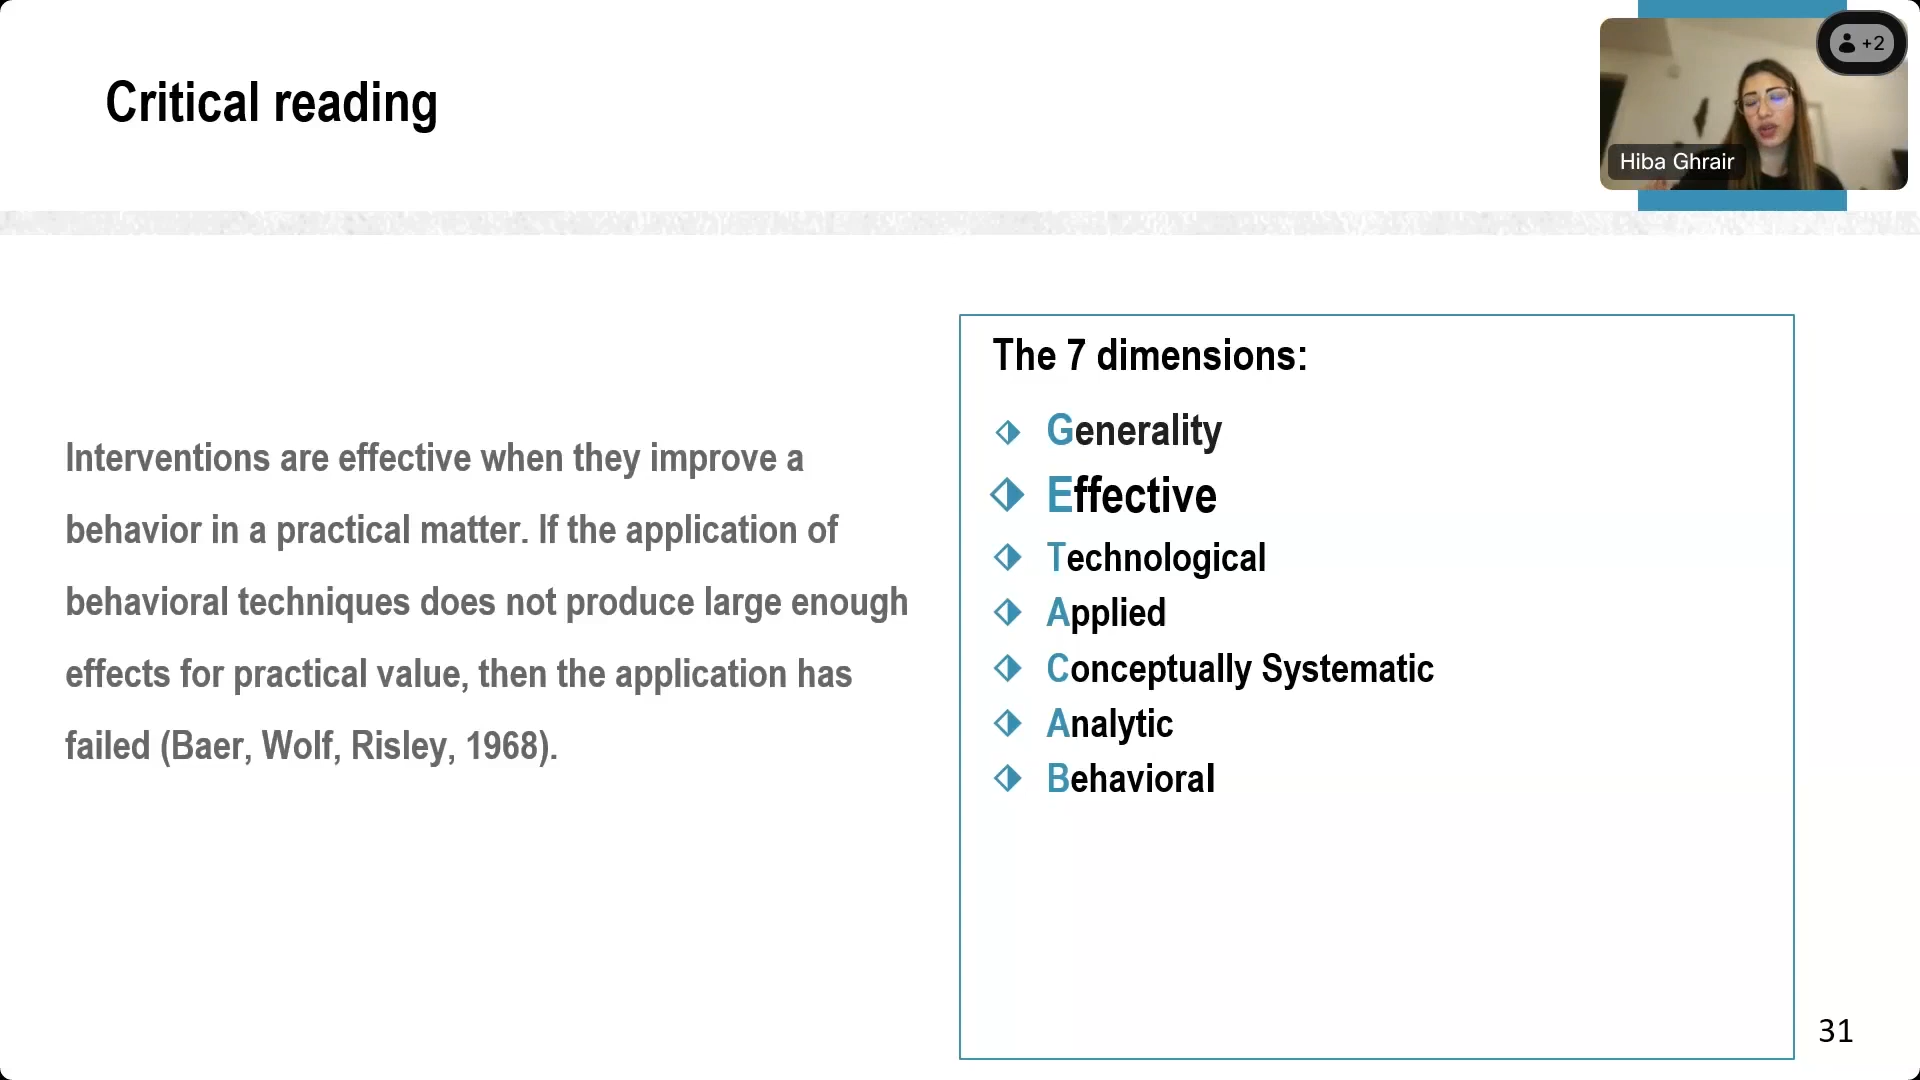 Critical reading
+2
Hiba Ghrair
Interventions are effective when they improve a
behavior in a practical matter. If the application of
behavioral techniques does not produce large enough
effects for practical value, then the application has
failed (Baer, Wolf, Risley, 1968).
The 7 dimensions:
Generality
Effective
Technological
Applied
Conceptually Systematic
Analytic
Behavioral
31